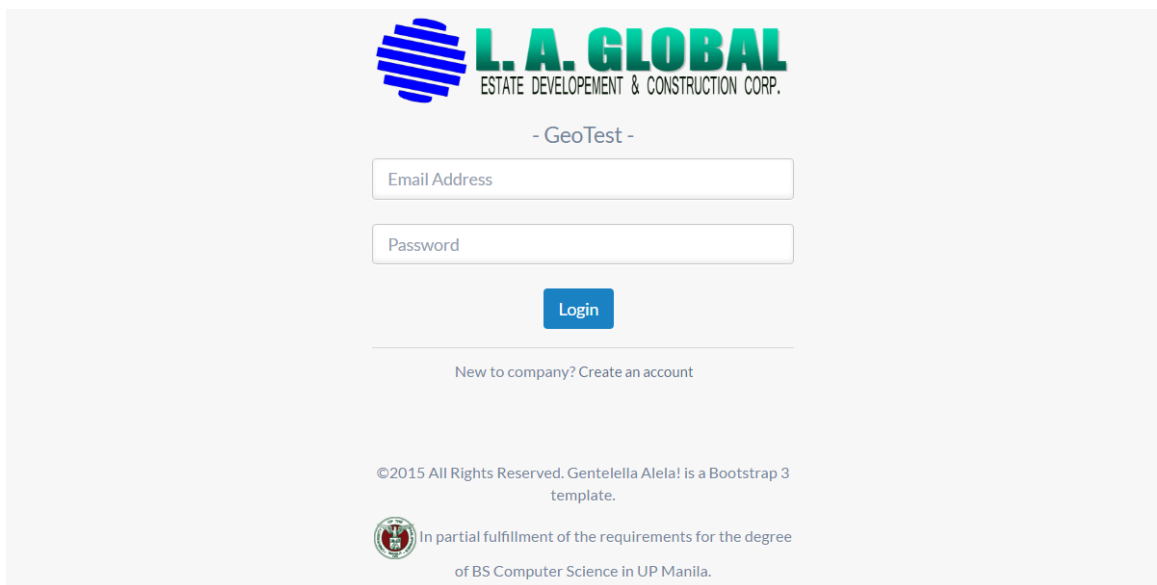 L. A. GLOBAL
ESTATE DEVELOPEMENT & CONSTRUCTION CORP.
- GeoTest -
Email Address
Password
Login
New to company? Create an account
©2015 All Rights Reserved. Gentelella Alela! is a Bootstrap 3
template.
In partial fulfillment of the requirements for the degree
of BS Computer Science in UP Manila.